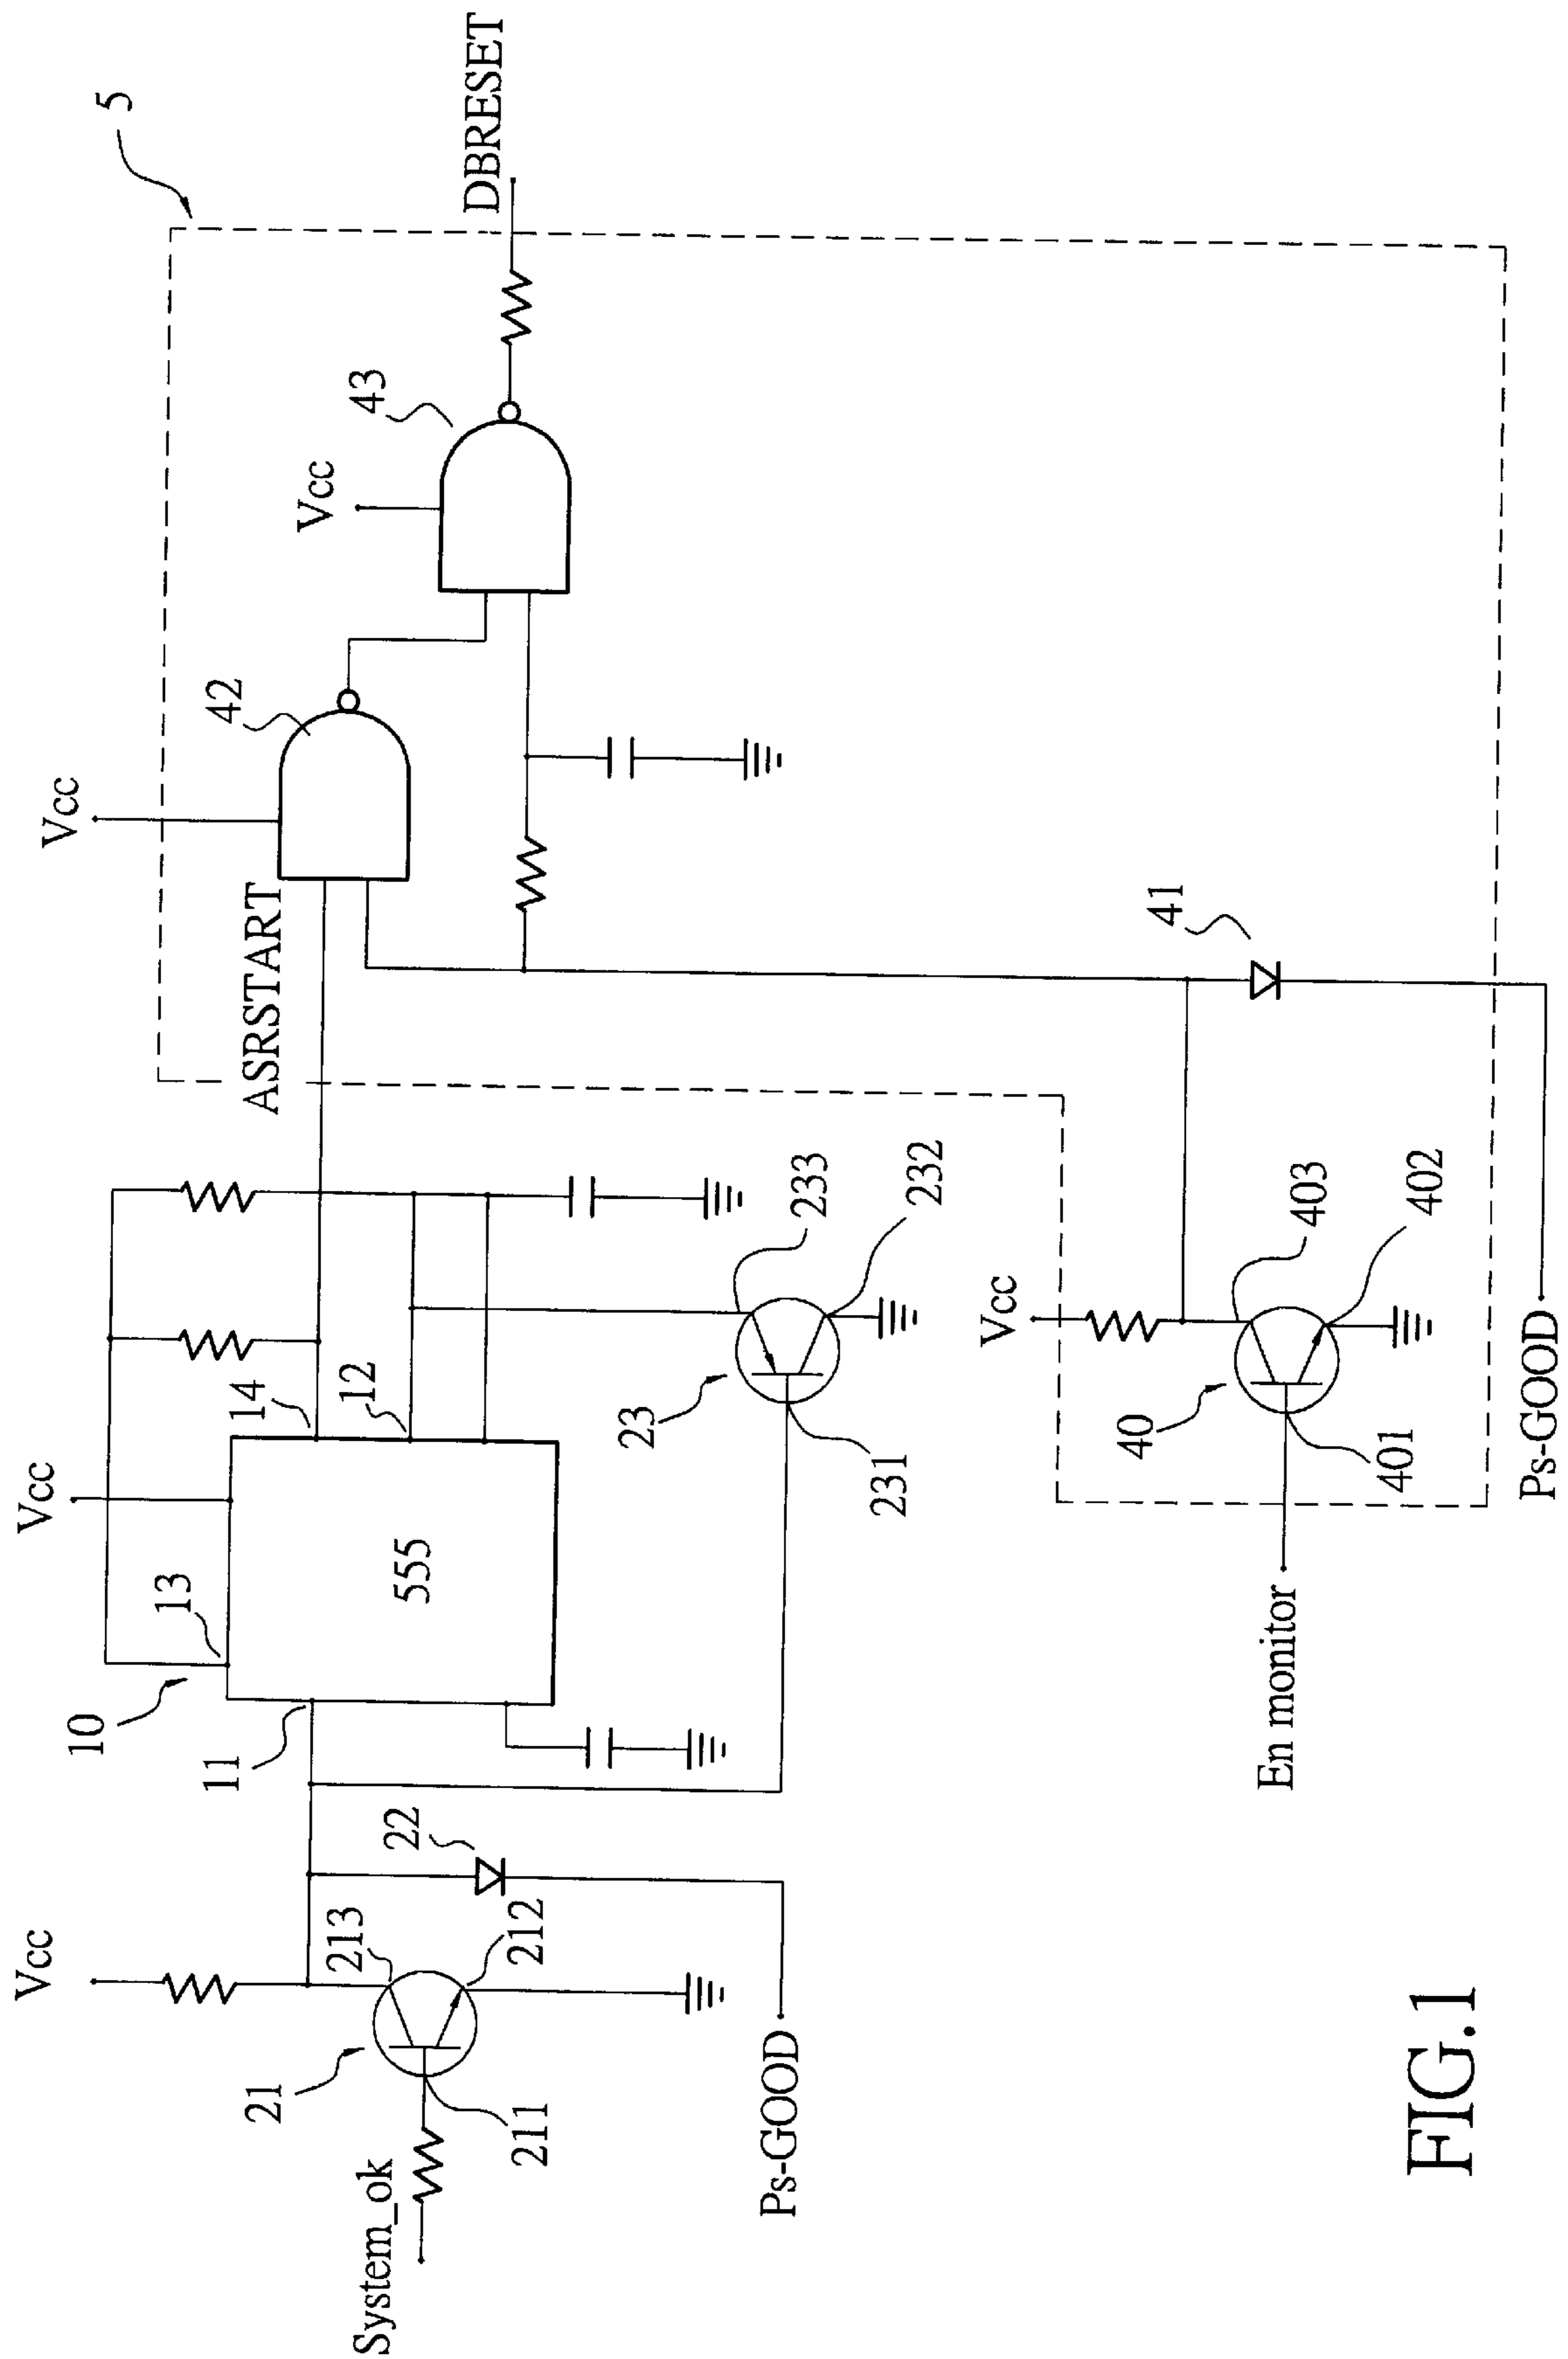 5
DBRESET
43
Vcc
42
Vcc
ASRSTART
41
233
232
403
402
Vcc
14
12
23
231
40
401
Ps-GOOD
Vcc
13
555
10
11
En monitor
22
Vcc
213
212
21
211
Ps-GOOD
System_ok
FIG.1